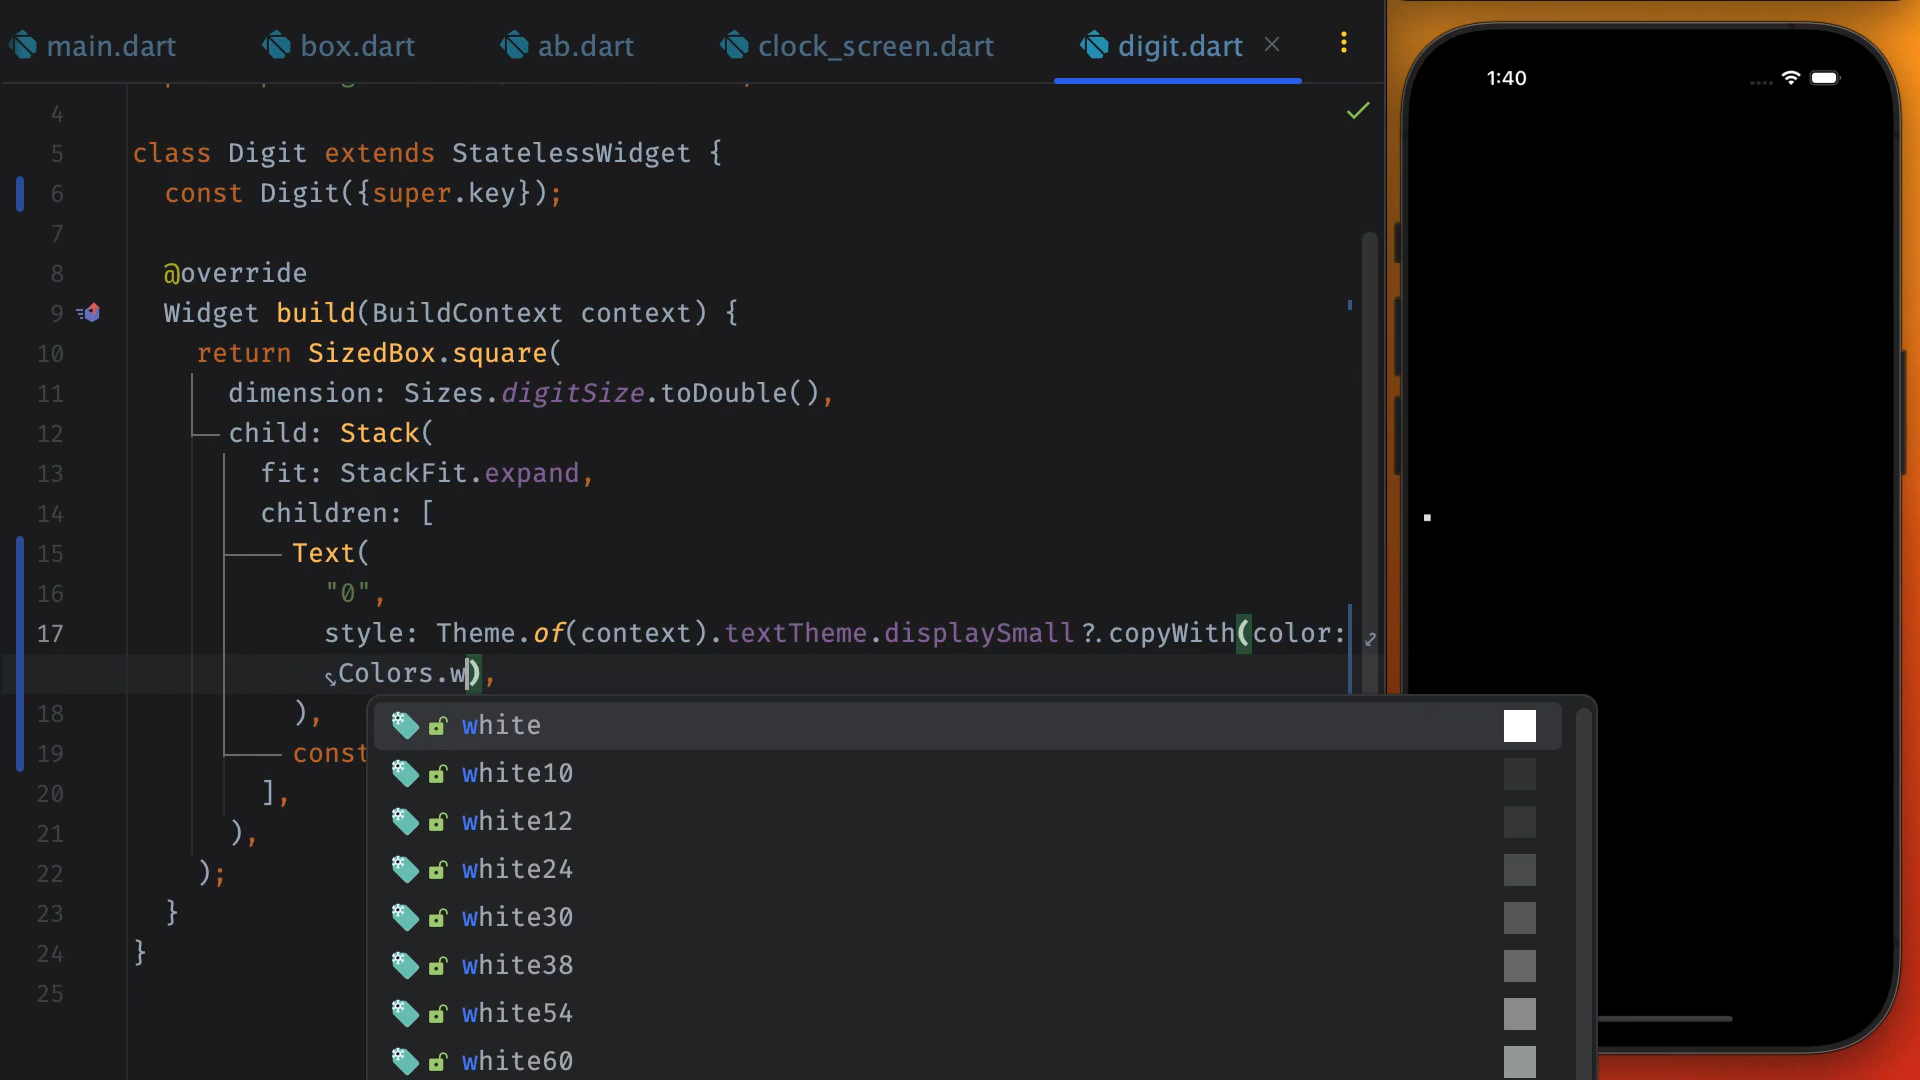 main.dart
box.dart
ab.dart
clock_screen.dart
digit.dart
1:40
4
5 class Digit extends StatelessWidget {
6 const Digit({super.key});
7
8 @override
9 Widget build(BuildContext context) {
10 return SizedBox.square(
11 dimension: Sizes.digitSize.toDouble(),
12 child: Stack(
13 fit: StackFit.expand,
14 children: [
15 Text(
16 "0",
17 style: Theme.of(context).textTheme.displaySmall?.copyWith(color:
Colors.w),
18 ),
19 const
20 ],
21 ),
22 );
23 }
24 }
25
white
white10
white12
white24
white30
white38
white54
white60